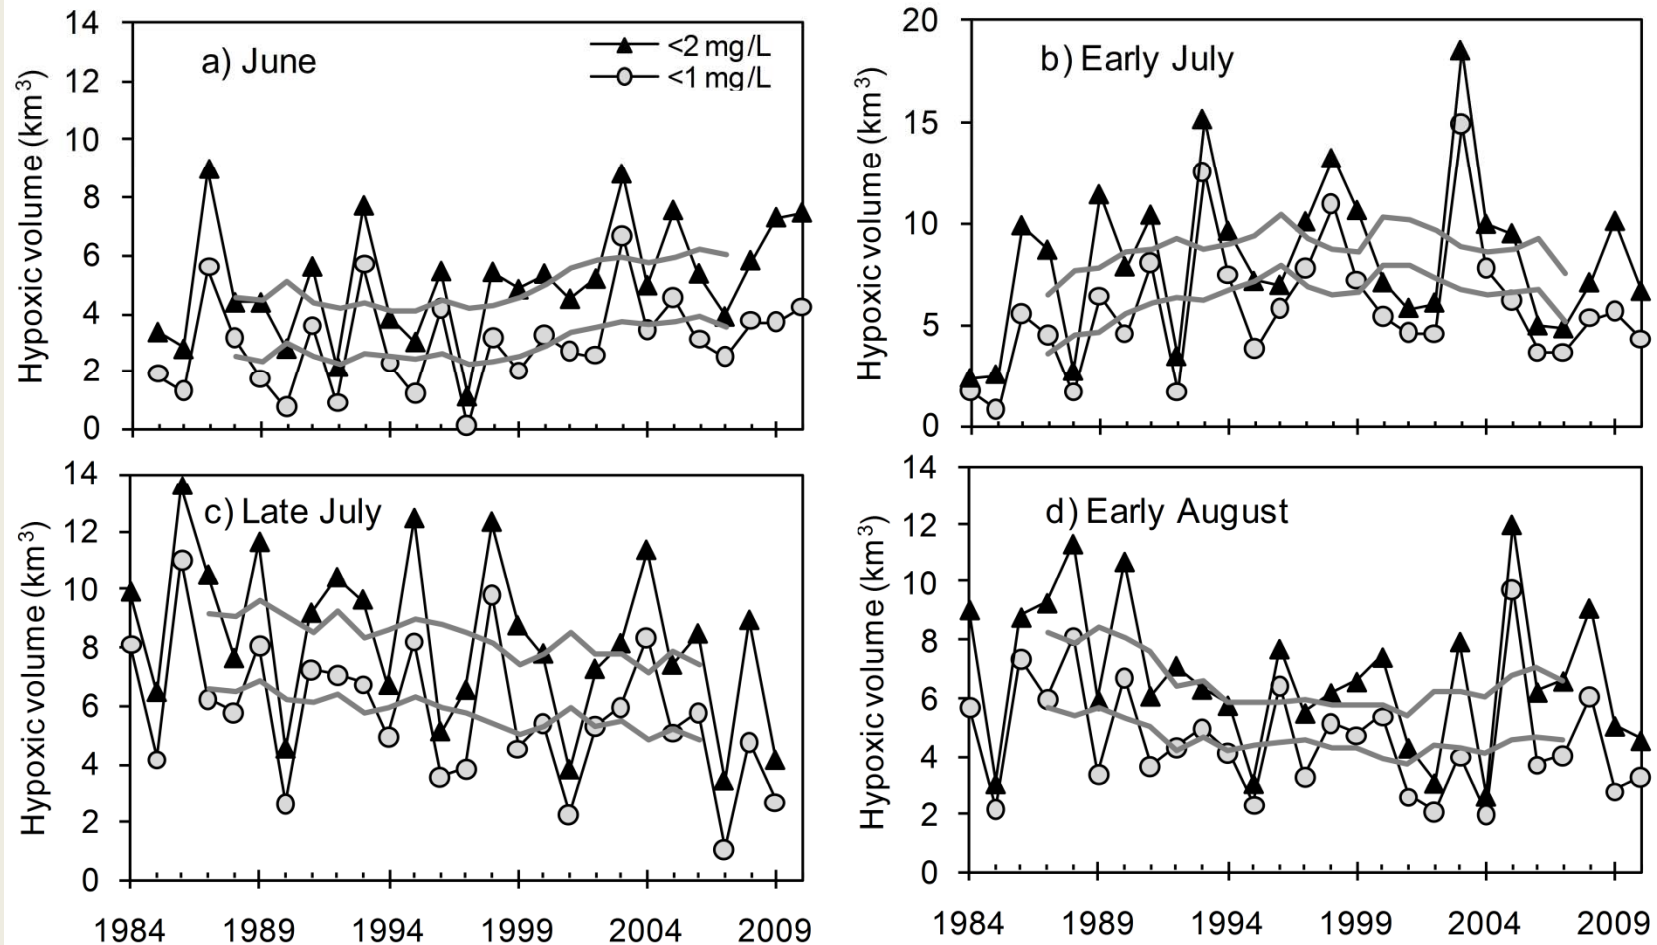 a) June
<2 mg/L
<1 mg/L
Hypoxic volume (km³)
14
12
10
8
6
4
2
0
b) Early July
Hypoxic volume (km³)
20
15
10
5
0
c) Late July
Hypoxic volume (km³)
14
12
10
8
6
4
2
0
1984 1989 1994 1999 2004 2009
d) Early August
Hypoxic volume (km³)
14
12
10
8
6
4
2
0
1984 1989 1994 1999 2004 2009